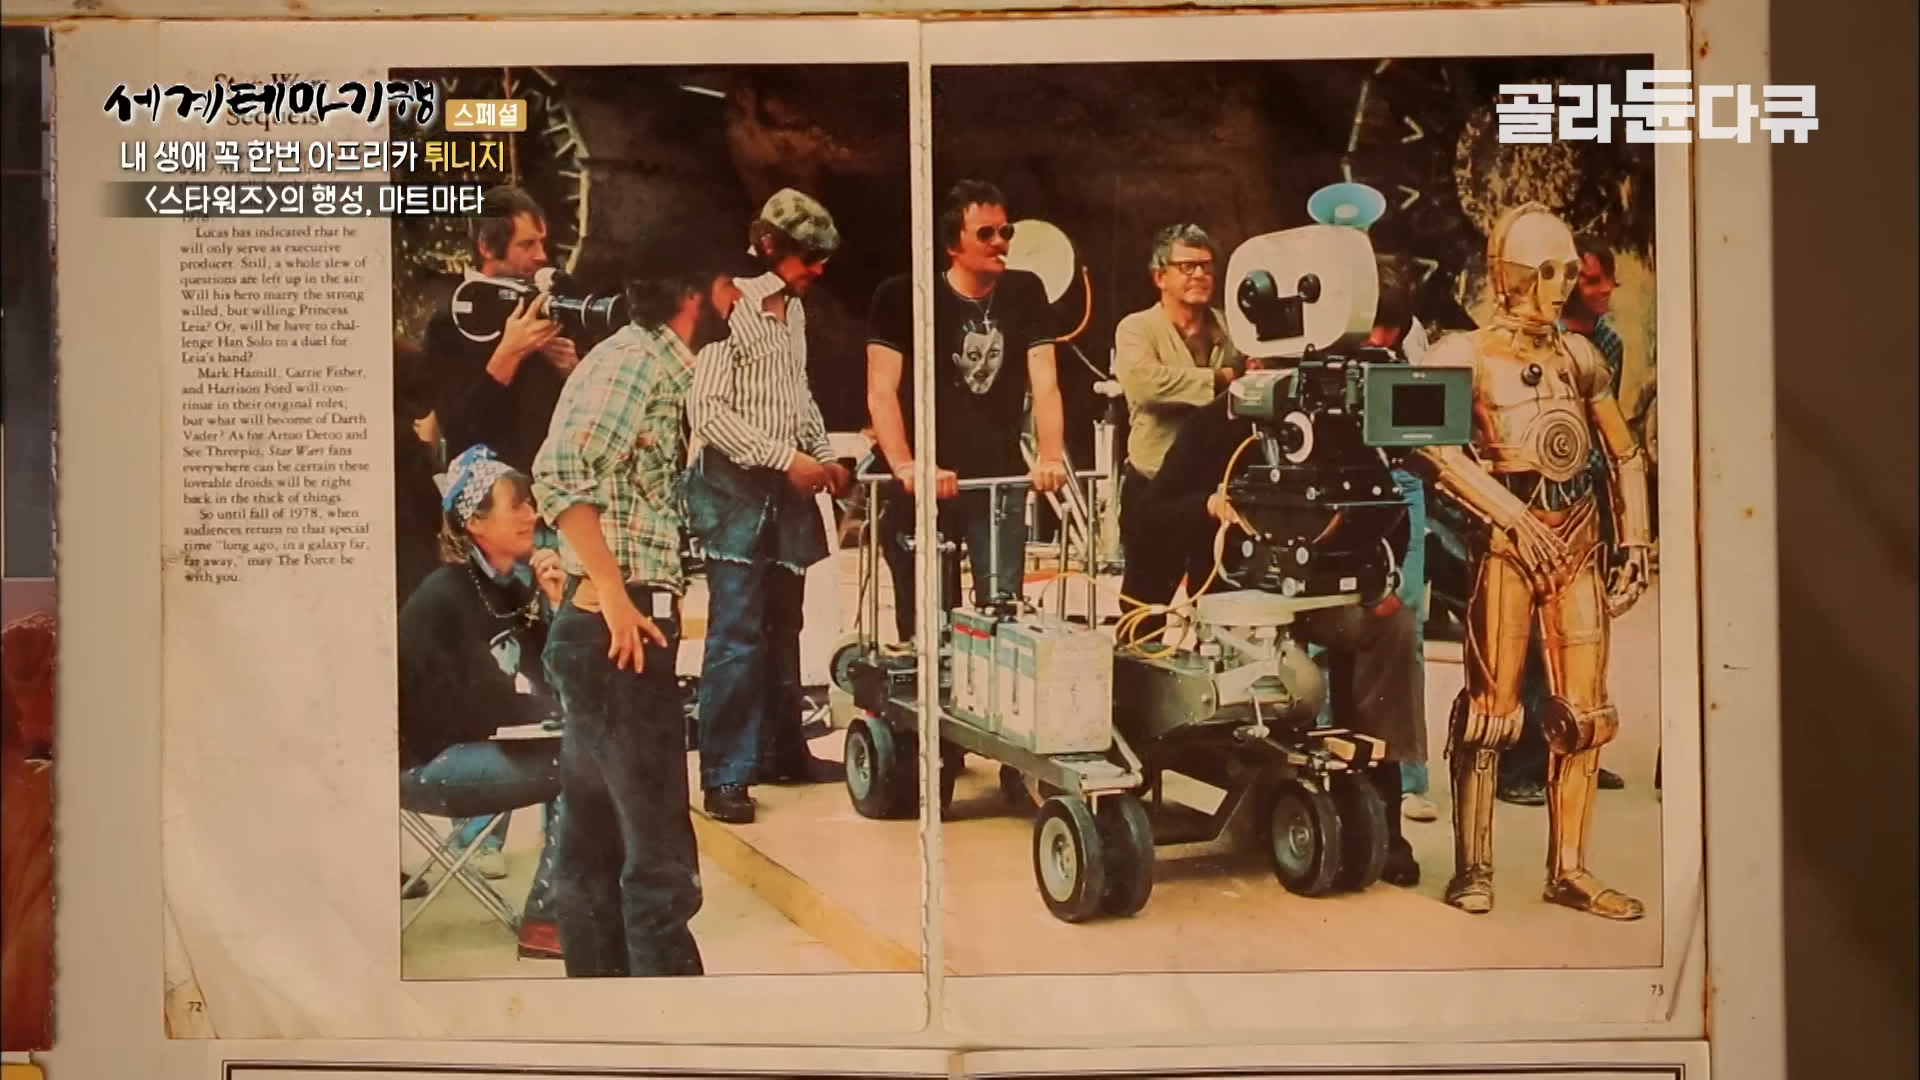 세계테마기행 스페셜
골라둔다큐
내 생애 꼭 한번 아프리카 튀니지
<스타워즈>의 행성, 마트마타
Star Wars
Sequels
1978.
Lucas has indicated that he
will only serve as executive
producer. Still, a whole slew of
questions are left up in the air:
Will his hero marry the strong
willed, but willing Princess
Leia? Or, will he have to chal-
lenge Han Solo to a duel for
Leia's hand?
Mark Hamill, Carrie Fisher,
and Harrison Ford will con-
tinue in their original roles;
but what will become of Darth
Vader? As for Artoo Detoo and
See Threepio, Star Wars fans
everywhere can be certain these
loveable droids will be right
back in the thick of things.
So until fall of 1978, when
audiences return to that special
time "long ago, in a galaxy far,
far away," may The Force be
with you.
72
73